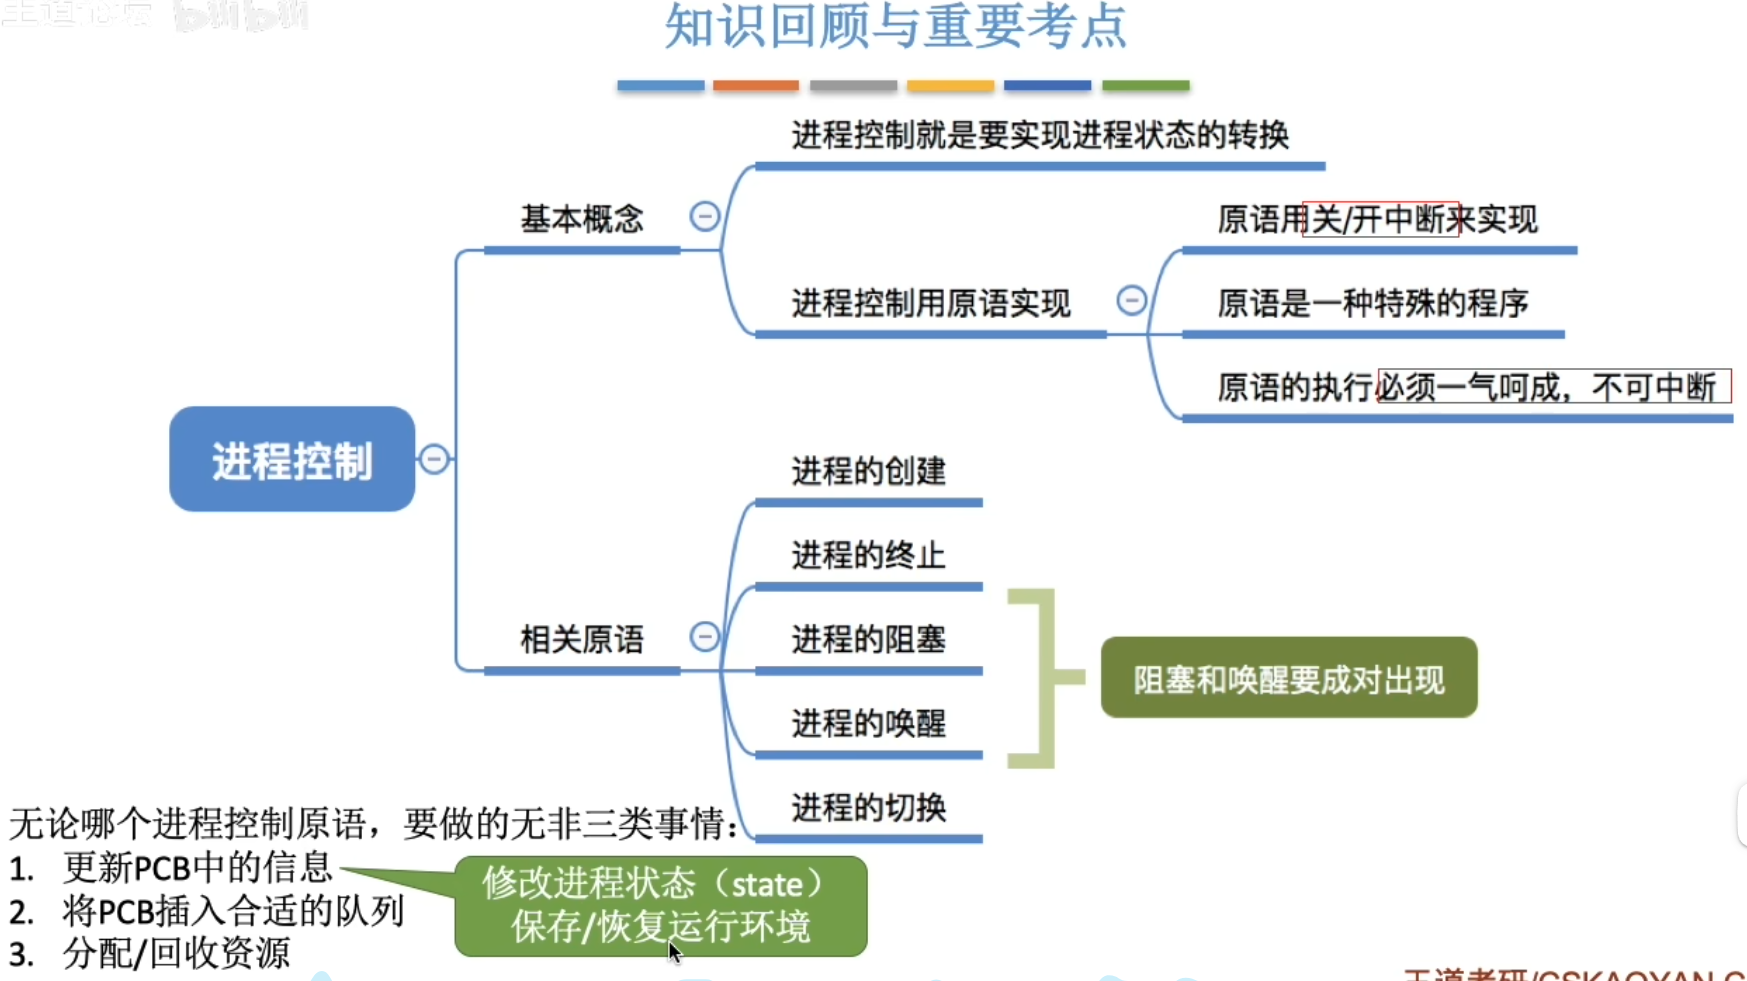 知识回顾与重要考点
进程控制就是要实现进程状态的转换
基本概念
原语用关/开中断来实现
进程控制用原语实现
原语是一种特殊的程序
原语的执行必须一气呵成，不可中断
进程控制
进程的创建
进程的终止
相关原语
进程的阻塞
阻塞和唤醒要成对出现
进程的唤醒
进程的切换
无论哪个进程控制原语，要做的无非三类事情：
1. 更新PCB中的信息
2. 将PCB插入合适的队列
3. 分配/回收资源
修改进程状态（state）
保存/恢复运行环境